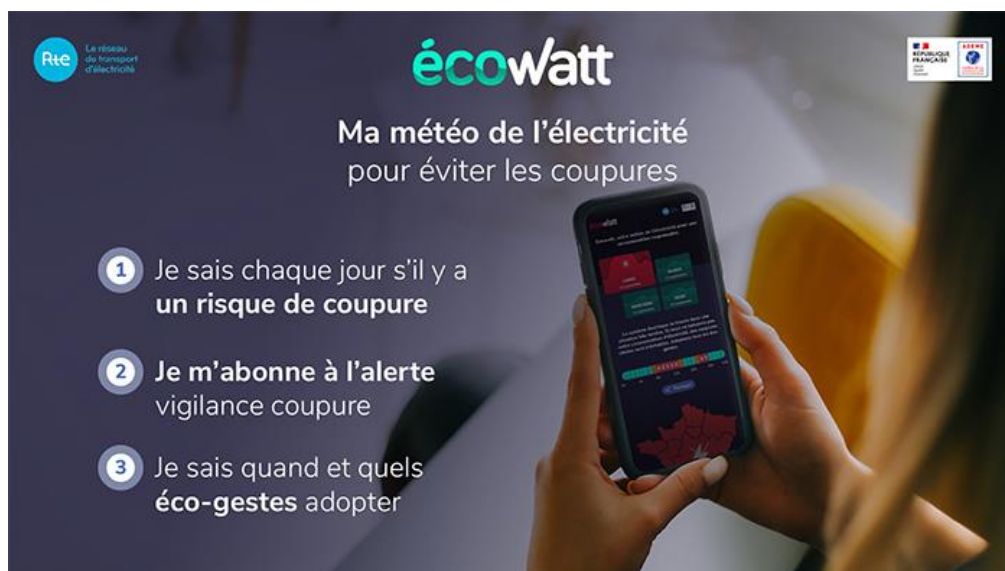 Rte
Le réseau
de transport
d'électricité
écowatt
RÉPUBLIQUE
FRANÇAISE
Ma météo de l'électricité
pour éviter les coupures
1 Je sais chaque jour s'il y a
un risque de coupure
2 Je m'abonne à l'alerte
vigilance coupure
3 Je sais quand et quels
éco-gestes adopter
écowatt